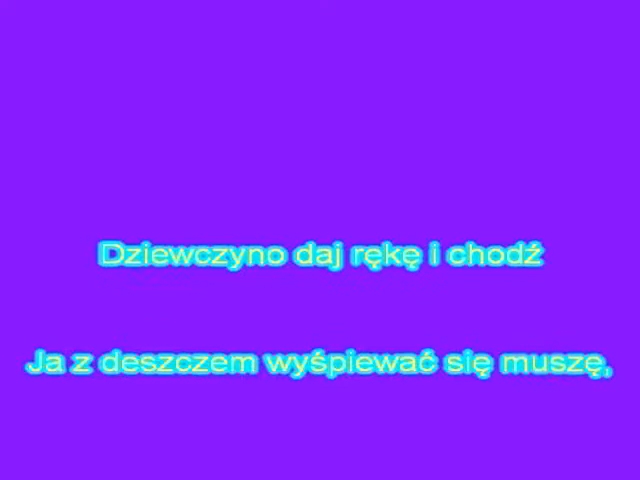 Dziewczyno daj rękę i chodź
Ja z deszczem wyśpiewać się muszę,